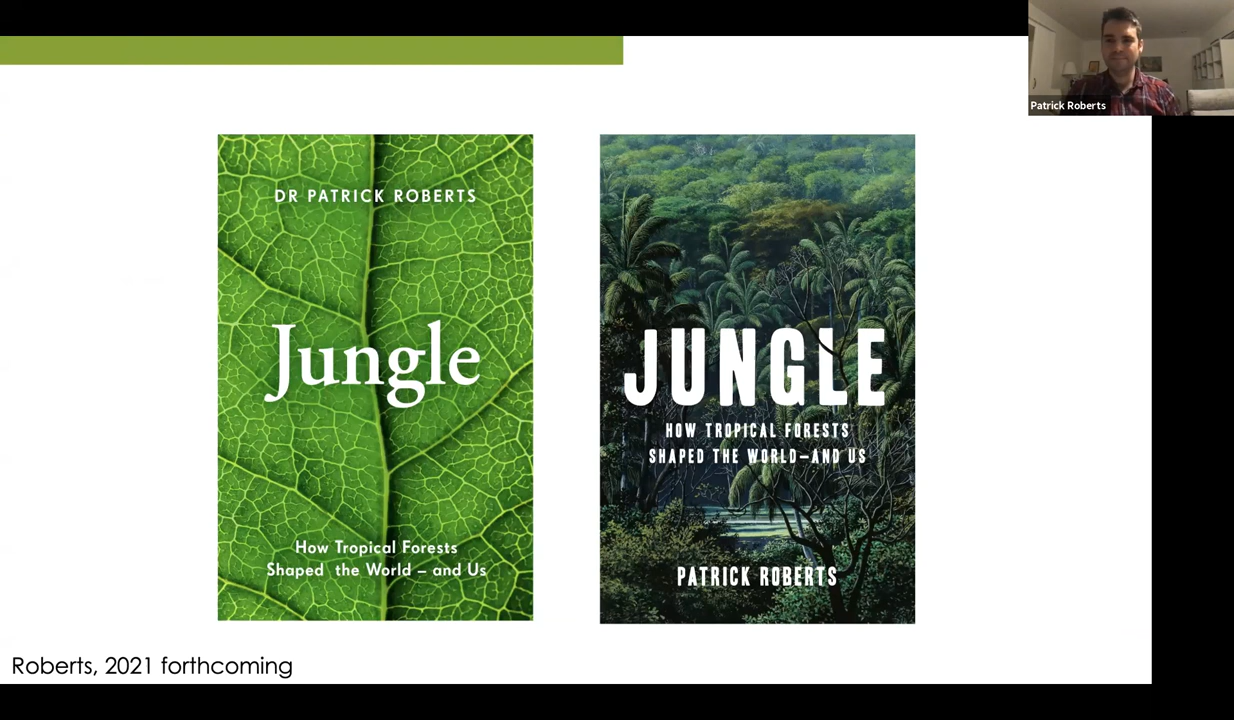 Patrick Roberts
DR PATRICK ROBERTS
Jungle
How Tropical Forests
Shaped the World – and Us
JUNGLE
HOW TROPICAL FORESTS
SHAPED THE WORLD—AND US
PATRICK ROBERTS
Roberts, 2021 forthcoming